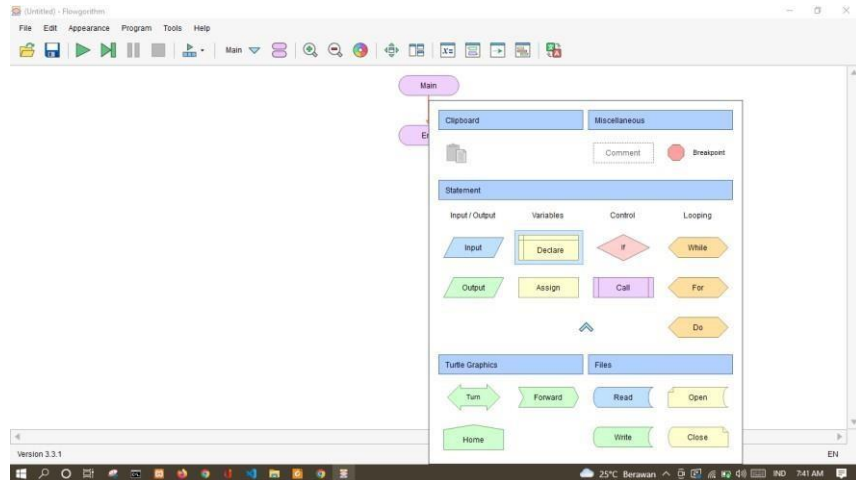 (Untitled) - Flowgorithm
File Edit Appearance Program Tools Help
Main
x=
Main
Clipboard Miscellaneous
Comment Breakpoint
Statement
Input / Output Variables Control Looping
Input Declare If While
Output Assign Call For
Do
Turtle Graphics Files
Turn Forward Read Open
Home Write Close
Version 3.3.1 EN
25°C Berawan IND 7:41 AM